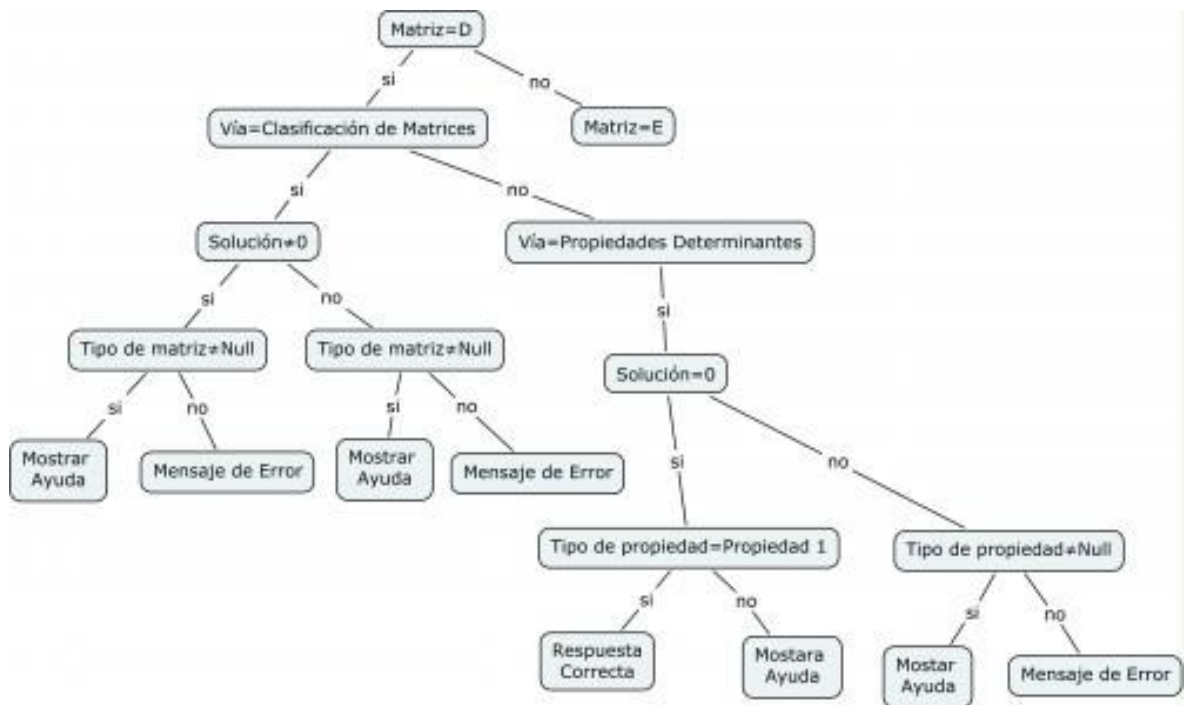 Matriz=D
si
no
Vía=Clasificación de Matrices
Matriz=E
si
no
Solución≠0
Vía=Propiedades Determinantes
si
no
si
Tipo de matriz≠Null
Tipo de matriz≠Null
Solución=0
si
no
si
no
Mostrar
Ayuda
Mensaje de Error
Mostrar
Ayuda
Mensaje de Error
si
no
Tipo de propiedad=Propiedad 1
Tipo de propiedad≠Null
si
no
si
no
Respuesta
Correcta
Mostara
Ayuda
Mostar
Ayuda
Mensaje de Error